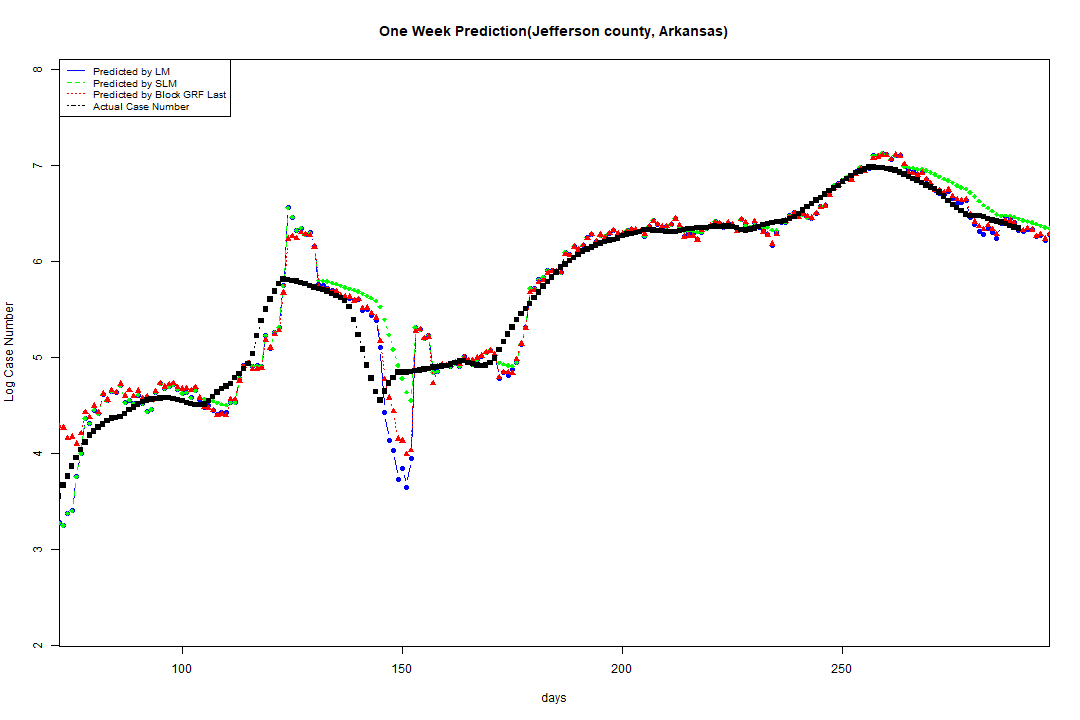 One Week Prediction(Jefferson county, Arkansas)
Predicted by LM
Predicted by SLM
Predicted by Block GRF Last
Actual Case Number
8
7
6
5
4
3
2
Log Case Number
100 150 200 250
days